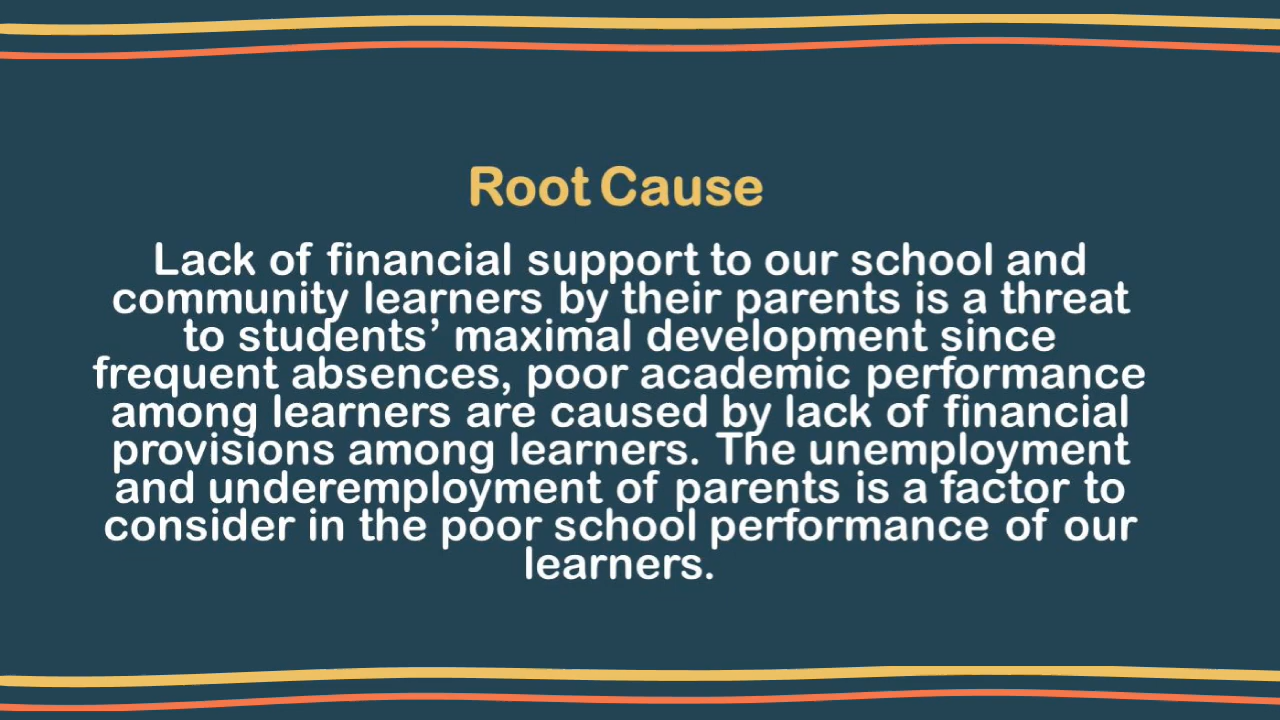 Root Cause
Lack of financial support to our school and
community learners by their parents is a threat
to students’ maximal development since
frequent absences, poor academic performance
among learners are caused by lack of financial
provisions among learners. The unemployment
and underemployment of parents is a factor to
consider in the poor school performance of our
learners.